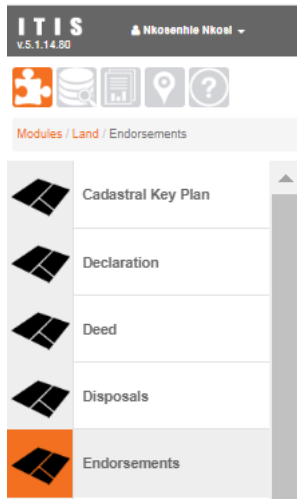 ITIS
v.5.1.14.80
Nkosenhle Nkosi
Modules / Land / Endorsements
Cadastral Key Plan
Declaration
Deed
Disposals
Endorsements